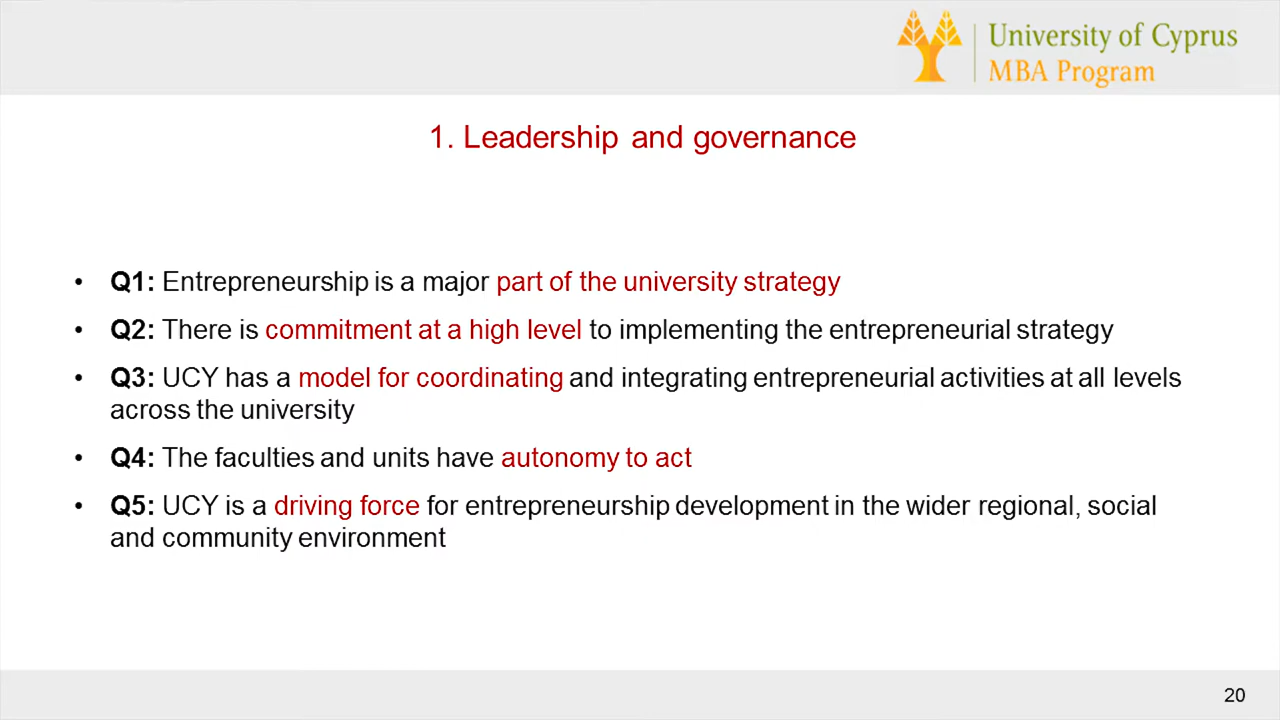 University of Cyprus
MBA Program
1. Leadership and governance
• Q1: Entrepreneurship is a major part of the university strategy
• Q2: There is commitment at a high level to implementing the entrepreneurial strategy
• Q3: UCY has a model for coordinating and integrating entrepreneurial activities at all levels
across the university
• Q4: The faculties and units have autonomy to act
• Q5: UCY is a driving force for entrepreneurship development in the wider regional, social
and community environment
20